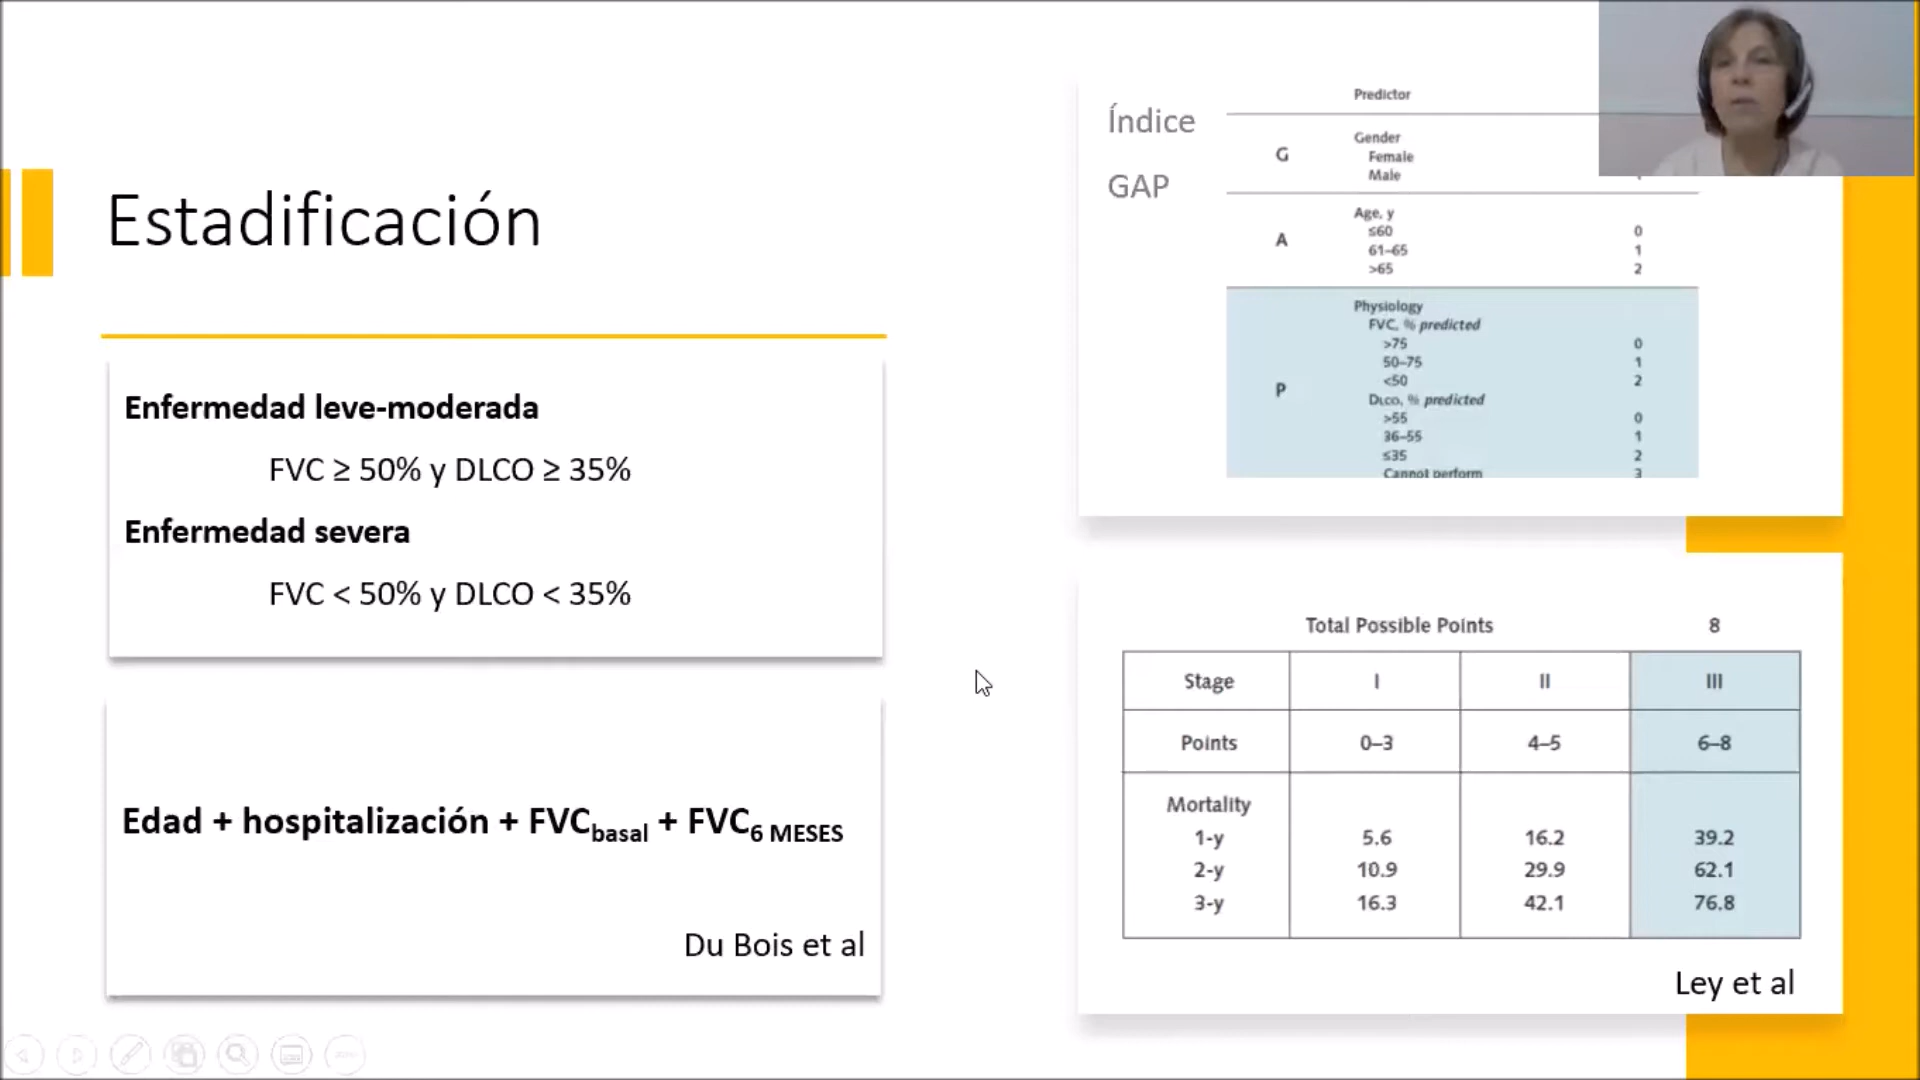 Estadificación
Enfermedad leve-moderada
FVC ≥ 50% y DLCO ≥ 35%
Enfermedad severa
FVC < 50% y DLCO < 35%
Edad + hospitalización + FVCbasal + FVC6 MESES
Du Bois et al
Índice
GAP
Predictor
G
Gender
Female
Male
A
Age, y
≤60 0
61–65 1
>65 2
P
Physiology
FVC, % predicted
>75 0
50–75 1
<50 2
DLCO, % predicted
>55 0
36–55 1
≤35 2
Cannot perform 3
Total Possible Points 8
Stage I II III
Points 0–3 4–5 6–8
Mortality
1-y 5.6 16.2 39.2
2-y 10.9 29.9 62.1
3-y 16.3 42.1 76.8
Ley et al